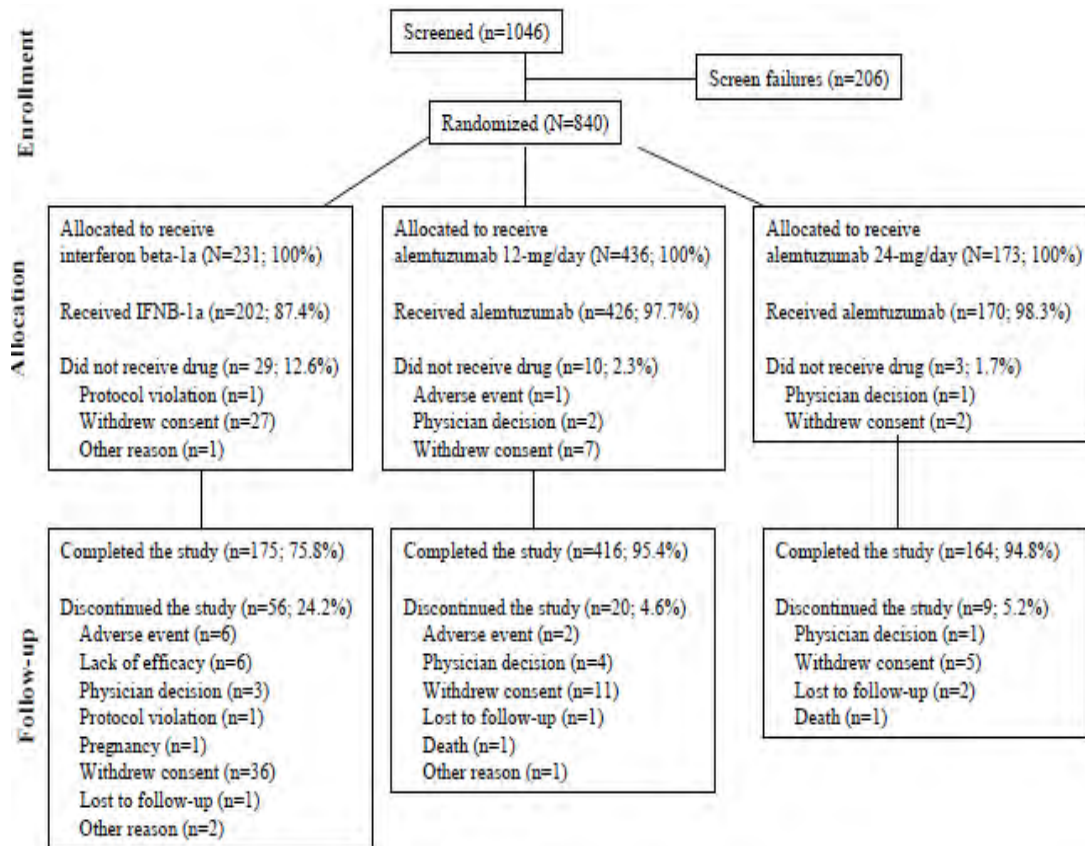 Enrollment
Screened (n=1046)
Screen failures (n=206)
Randomized (N=840)
Allocation
Allocated to receive
interferon beta-1a (N=231; 100%)
Received IFNB-1a (n=202; 87.4%)
Did not receive drug (n= 29; 12.6%)
Protocol violation (n=1)
Withdrew consent (n=27)
Other reason (n=1)
Allocated to receive
alemtuzumab 12-mg/day (N=436; 100%)
Received alemtuzumab (n=426; 97.7%)
Did not receive drug (n=10; 2.3%)
Adverse event (n=1)
Physician decision (n=2)
Withdrew consent (n=7)
Allocated to receive
alemtuzumab 24-mg/day (N=173; 100%)
Received alemtuzumab (n=170; 98.3%)
Did not receive drug (n=3; 1.7%)
Physician decision (n=1)
Withdrew consent (n=2)
Follow-up
Completed the study (n=175; 75.8%)
Discontinued the study (n=56; 24.2%)
Adverse event (n=6)
Lack of efficacy (n=6)
Physician decision (n=3)
Protocol violation (n=1)
Pregnancy (n=1)
Withdrew consent (n=36)
Lost to follow-up (n=1)
Other reason (n=2)
Completed the study (n=416; 95.4%)
Discontinued the study (n=20; 4.6%)
Adverse event (n=2)
Physician decision (n=4)
Withdrew consent (n=11)
Lost to follow-up (n=1)
Death (n=1)
Other reason (n=1)
Completed the study (n=164; 94.8%)
Discontinued the study (n=9; 5.2%)
Physician decision (n=1)
Withdrew consent (n=5)
Lost to follow-up (n=2)
Death (n=1)